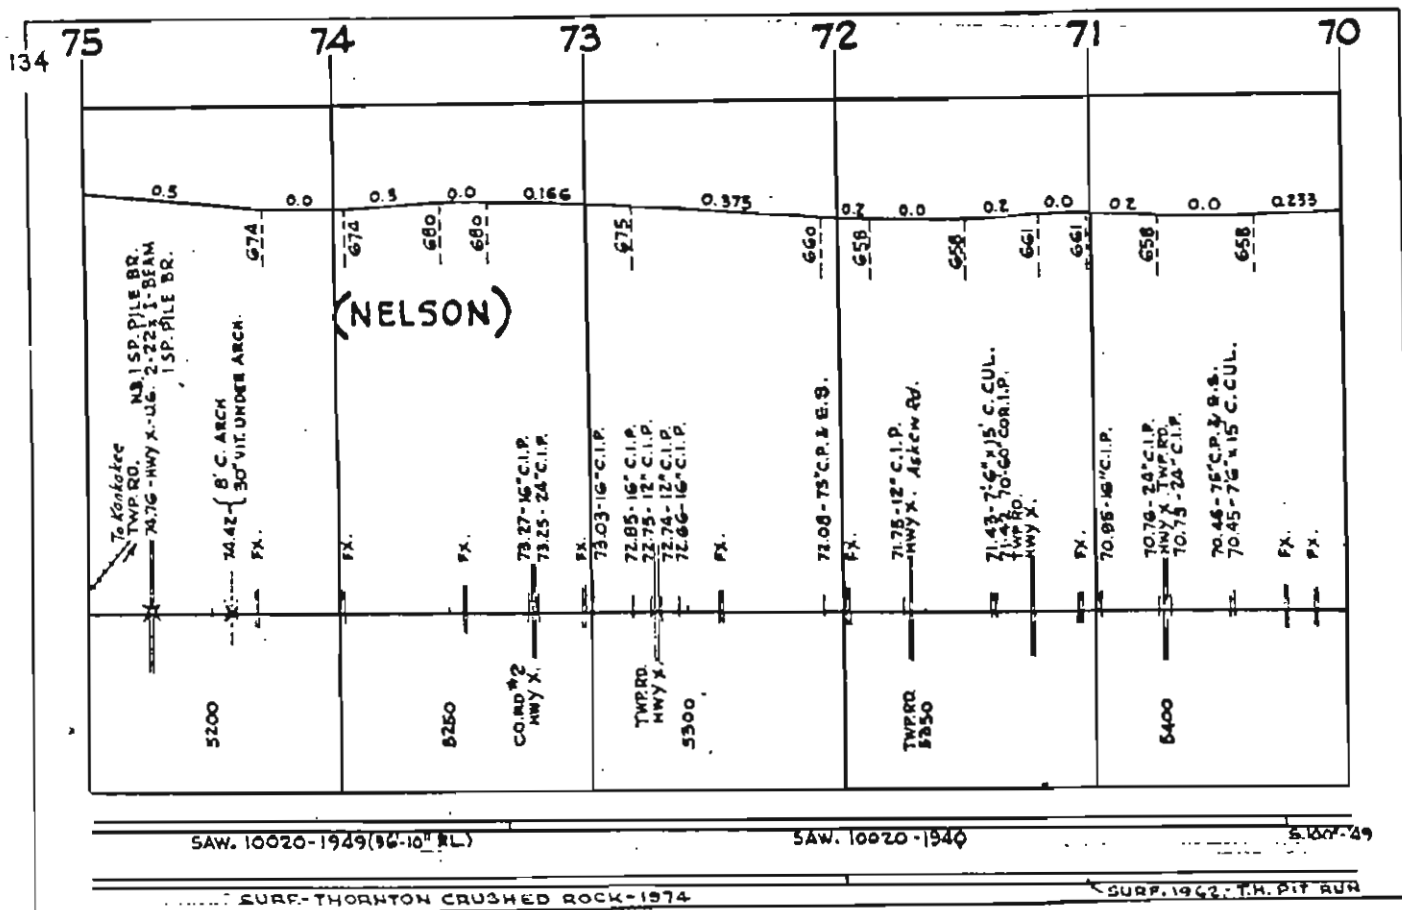 134
75 74 73 72 71 70
0.5 0.0 0.3 0.0 0.166 0.375 0.2 0.0 0.2 0.0 0.2 0.0 0.233
674 674 680 680 675 660 658 658 661 661 658 658
(NELSON)
To Kankakee
TWP. RD.
N.B. 1 SP. PILE BR.
74.76 - HWY X.-U.G. 2-22x I-BEAM
1 SP. PILE BR.
74.42 - { 8' C. ARCH
30" VIT. UNDER ARCH.
FX.
FX.
FX.
73.27-16" C.I.P.
73.25-24" C.I.P.
FX.
73.03-16" C.I.P.
72.85-16" C.I.P.
72.75-12" C.I.P.
72.74-12" C.I.P.
72.66-16" C.I.P.
FX.
72.08-75" C.P. & E.B.
FX.
71.75-12" C.I.P.
HWY X. Askew Rd.
71.43-7'6" x 15' C. CUL.
71.42 70-60" COR.I.P.
TWP RD.
HWY X.
FX.
70.95-16" C.I.P.
70.76-24" C.I.P.
HWY X. TWP. RD.
70.75-24" C.I.P.
70.46-75" C.P. & E.B.
70.45-7'6" x 15' C. CUL.
FX.
FX.
5200
5250
CO. RD #2
HWY X.
TWP. RD.
HWY X.
5300
TWP. RD
5350
5400
SAW. 10020-1949 (36'-10" RL) SAW. 10020-1940
SURF.-THORNTON CRUSHED ROCK-1974 SURF. 1962-T.H. PIT RUN